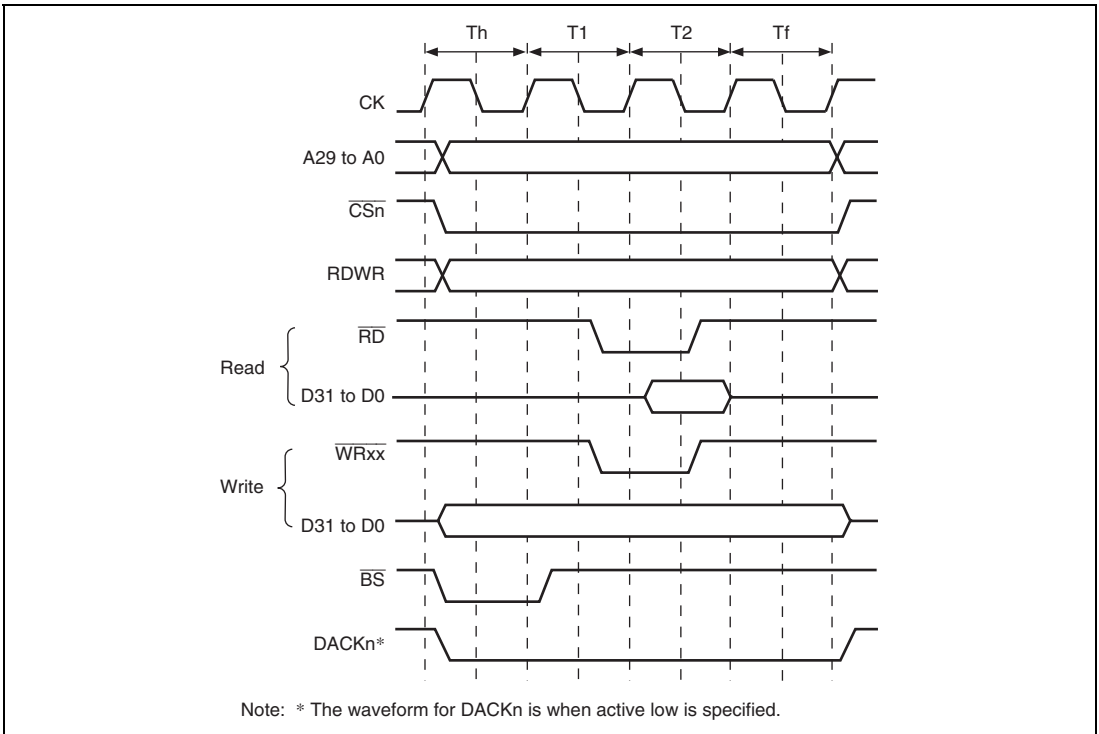 Th T1 T2 Tf
CK
A29 to A0
CSn
RDWR
RD
Read
D31 to D0
WRxx
Write
D31 to D0
BS
DACKn*
Note: * The waveform for DACKn is when active low is specified.